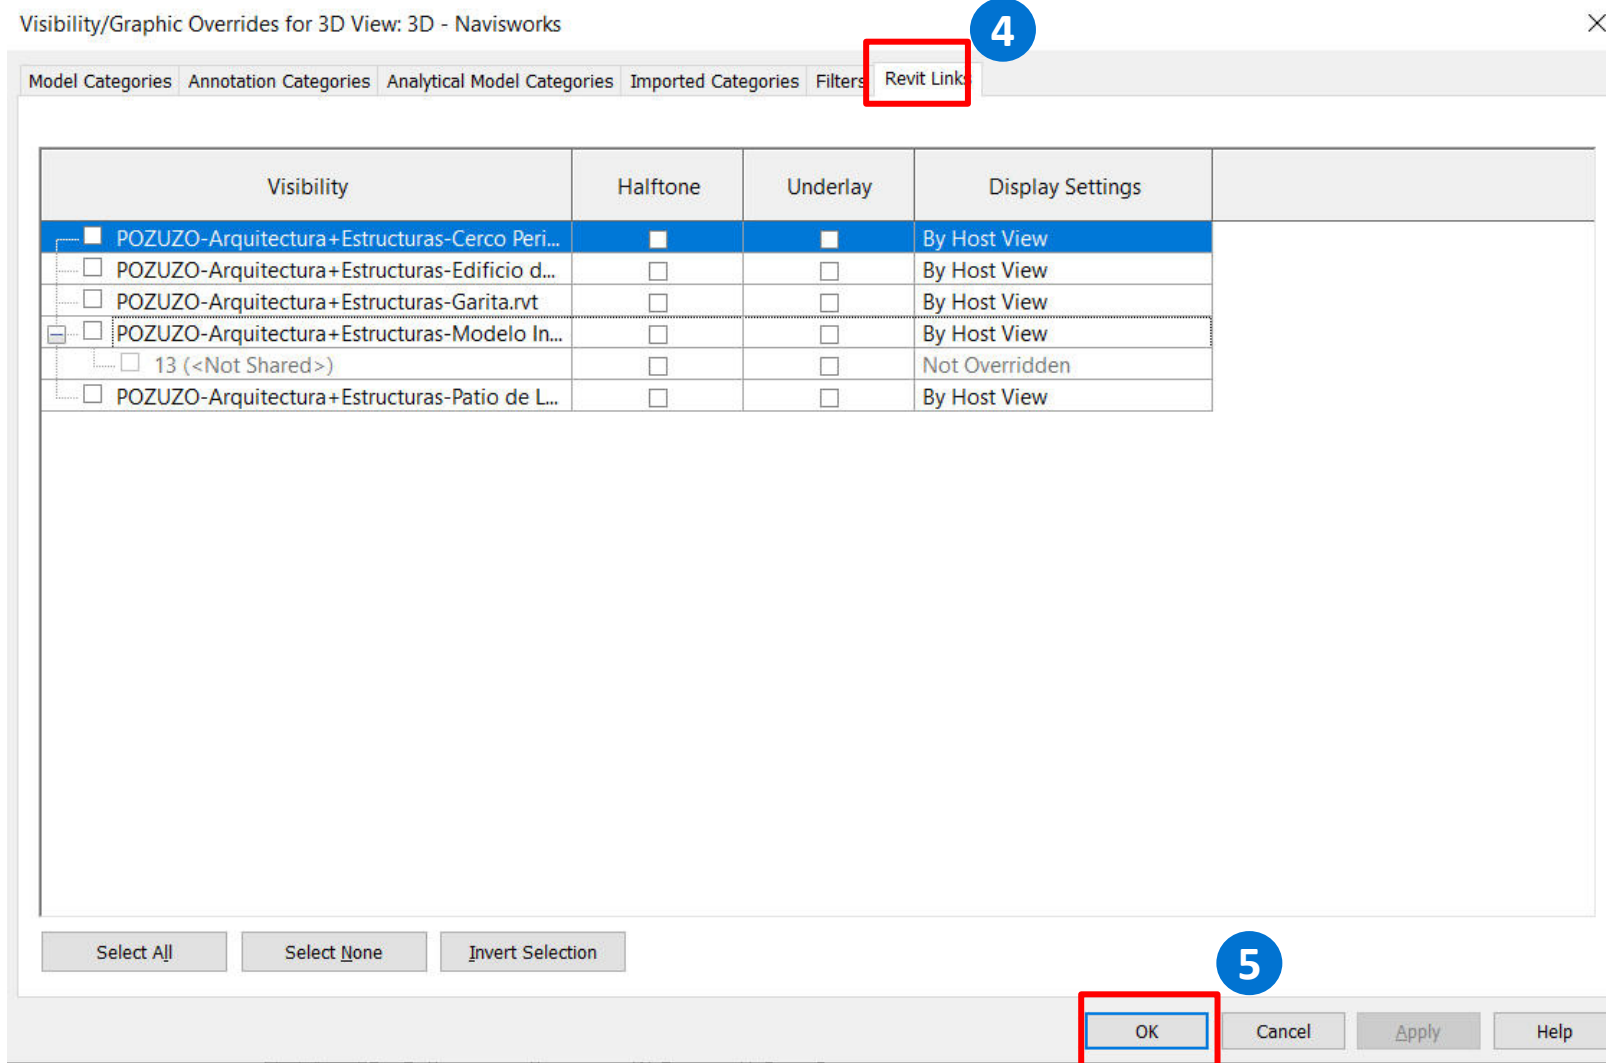 Visibility/Graphic Overrides for 3D View: 3D - Navisworks
4
Model Categories Annotation Categories Analytical Model Categories Imported Categories Filters Revit Links
Visibility Halftone Underlay Display Settings
POZUZO-Arquitectura+Estructuras-Cerco Peri... By Host View
POZUZO-Arquitectura+Estructuras-Edificio d... By Host View
POZUZO-Arquitectura+Estructuras-Garita.rvt By Host View
POZUZO-Arquitectura+Estructuras-Modelo In... By Host View
13 (<Not Shared>) Not Overridden
POZUZO-Arquitectura+Estructuras-Patio de L... By Host View
Select All Select None Invert Selection
5
OK Cancel Apply Help